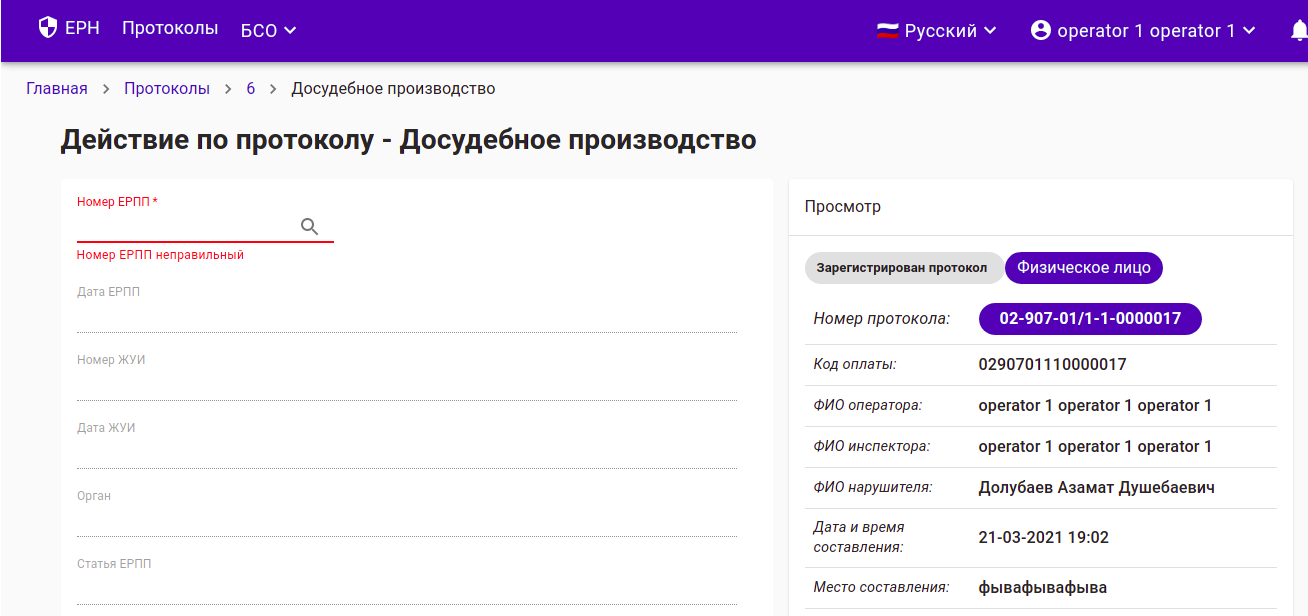 ЕРН Протоколы БСО Русский operator 1 operator 1
Главная Протоколы 6 Досудебное производство
Действие по протоколу - Досудебное производство
Номер ЕРПП *
Номер ЕРПП неправильный
Дата ЕРПП
Номер ЖУИ
Дата ЖУИ
Орган
Статья ЕРПП
Просмотр
Зарегистрирован протокол Физическое лицо
Номер протокола: 02-907-01/1-1-0000017
Код оплаты: 0290701110000017
ФИО оператора: operator 1 operator 1 operator 1
ФИО инспектора: operator 1 operator 1 operator 1
ФИО нарушителя: Долубаев Азамат Душебаевич
Дата и время
составления: 21-03-2021 19:02
Место составления: фывафывафыва